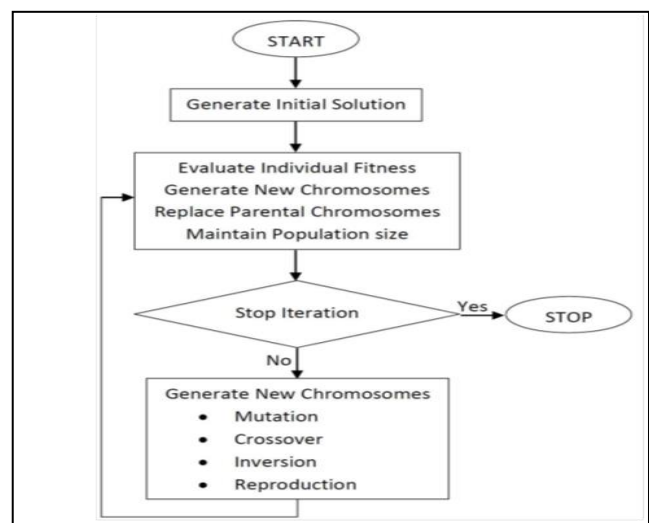 START
Generate Initial Solution
Evaluate Individual Fitness
Generate New Chromosomes
Replace Parental Chromosomes
Maintain Population size
Stop Iteration
Yes
STOP
No
Generate New Chromosomes
• Mutation
• Crossover
• Inversion
• Reproduction